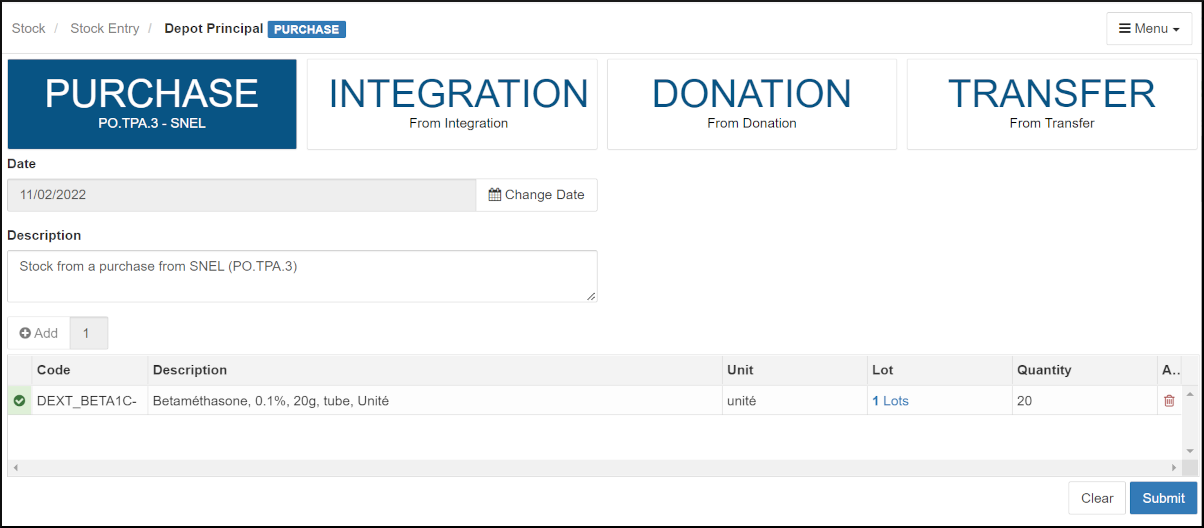 Stock / Stock Entry / Depot Principal PURCHASE
Menu
PURCHASE
PO.TPA.3 - SNEL
INTEGRATION
From Integration
DONATION
From Donation
TRANSFER
From Transfer
Date
11/02/2022
Change Date
Description
Stock from a purchase from SNEL (PO.TPA.3)
Add 1
Code Description Unit Lot Quantity A..
DEXT_BETA1C- Betaméthasone, 0.1%, 20g, tube, Unité unité 1 Lots 20
Clear Submit